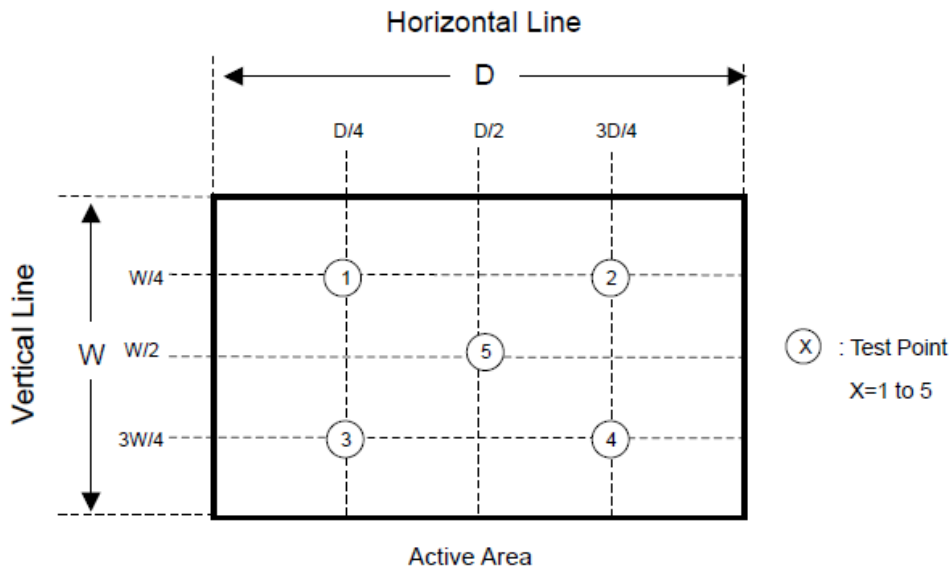 Horizontal Line
D
D/4 D/2 3D/4
Vertical Line
W
W/4
1 2
W/2
5
X : Test Point
X=1 to 5
3W/4
3 4
Active Area